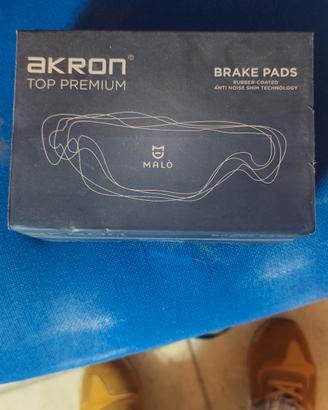 akron®
TOP PREMIUM
BRAKE PADS
RUBBER-COATED
ANTI NOISE SHIM TECHNOLOGY
MALÒ